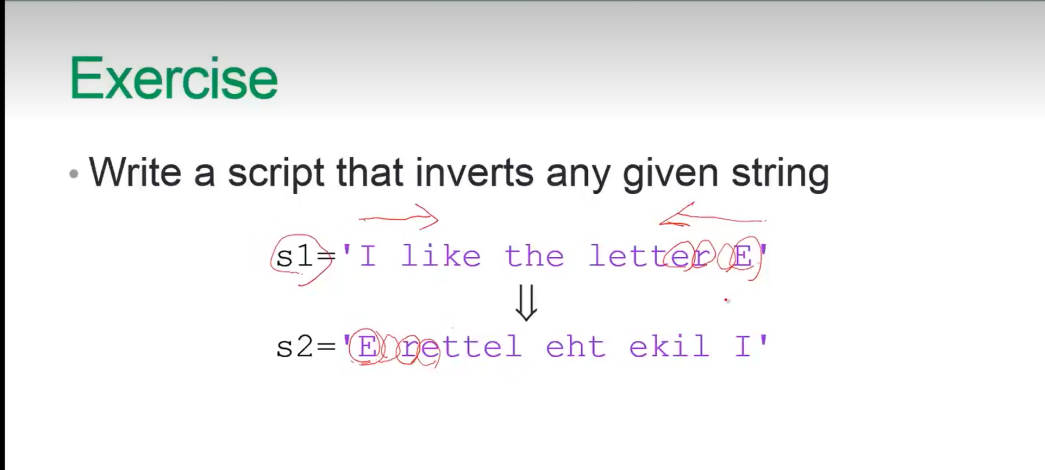 Exercise
• Write a script that inverts any given string
s1='I like the letter E'
⇓
s2='E rettel eht ekil I'